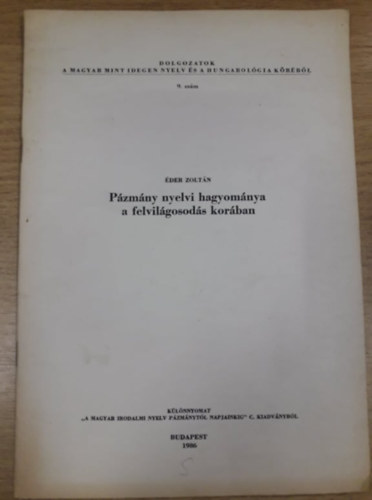 DOLGOZATOK
A MAGYAR MINT IDEGEN NYELV ÉS A HUNGAROLÓGIA KÖRÉBŐL
9. szám
ÉDER ZOLTÁN
Pázmány nyelvi hagyománya
a felvilágosodás korában
KÜLÖNNYOMAT
„A MAGYAR IRODALMI NYELV PÁZMÁNYTÓL NAPJAINKIG” C. KIADVÁNYBÓL
BUDAPEST
1986